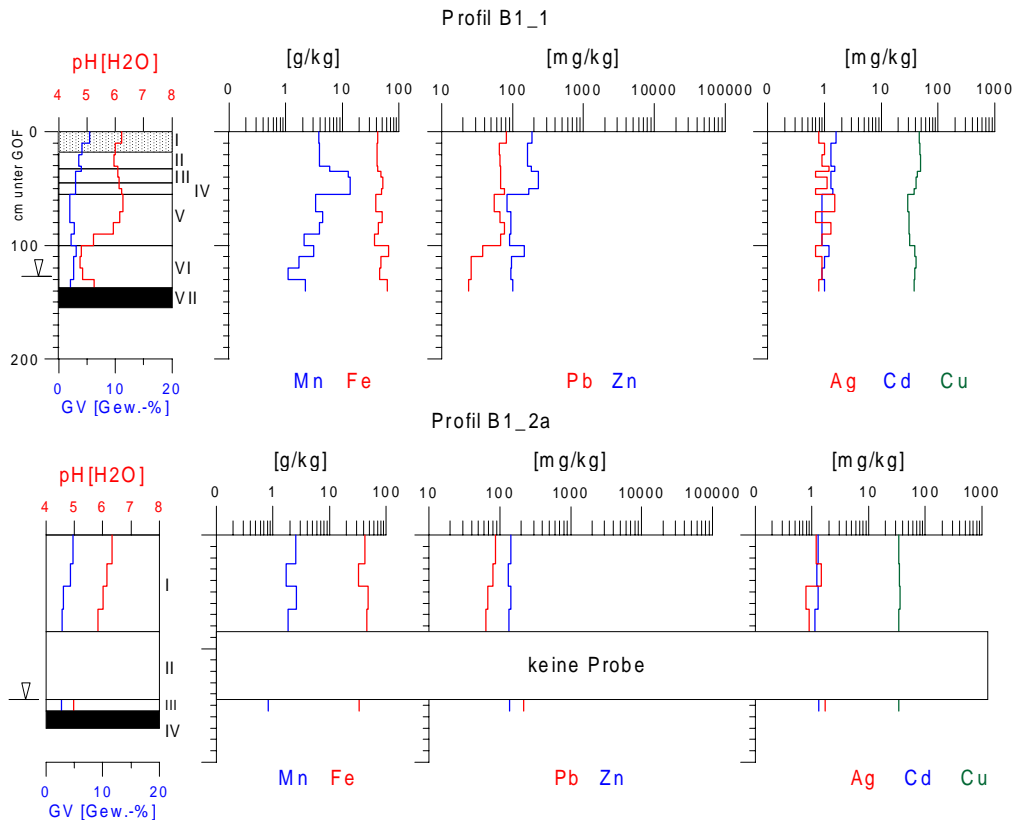 Profil B1_1
[g/kg] [mg/kg] [mg/kg]
pH[H2O]
4 5 6 7 8
0 1 10 100
10 100 1000 10000 100000
0 1 10 100 1000
cm unter GOF
0
100
200
I
II
III
IV
V
VI
VII
0 10 20
GV [Gew.-%]
Mn Fe
Pb Zn
Ag Cd Cu
Profil B1_2a
[g/kg] [mg/kg] [mg/kg]
pH[H2O]
4 5 6 7 8
0 1 10 100
10 100 1000 10000 100000
0 1 10 100 1000
I
II
III
IV
keine Probe
0 10 20
GV [Gew.-%]
Mn Fe
Pb Zn
Ag Cd Cu